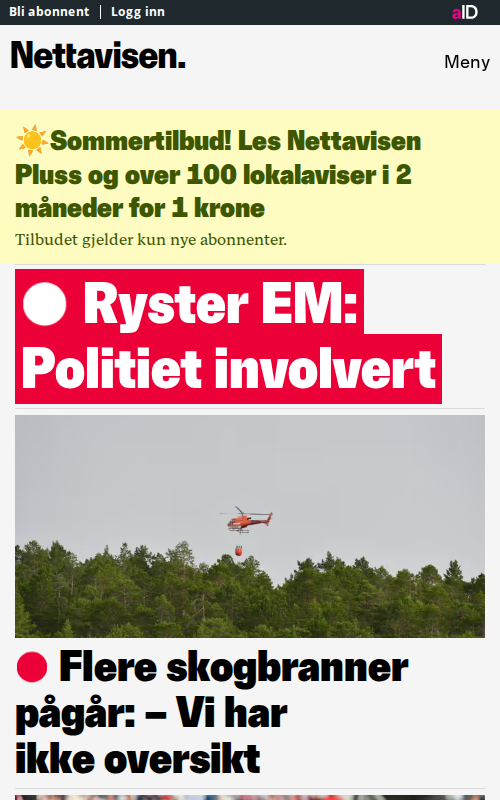 Bli abonnent | Logg inn
aID
Nettavisen.
Meny
☀️Sommertilbud! Les Nettavisen
Pluss og over 100 lokalaviser i 2
måneder for 1 krone
Tilbudet gjelder kun nye abonnenter.
Ryster EM:
Politiet involvert
Flere skogbranner
pågår: – Vi har
ikke oversikt